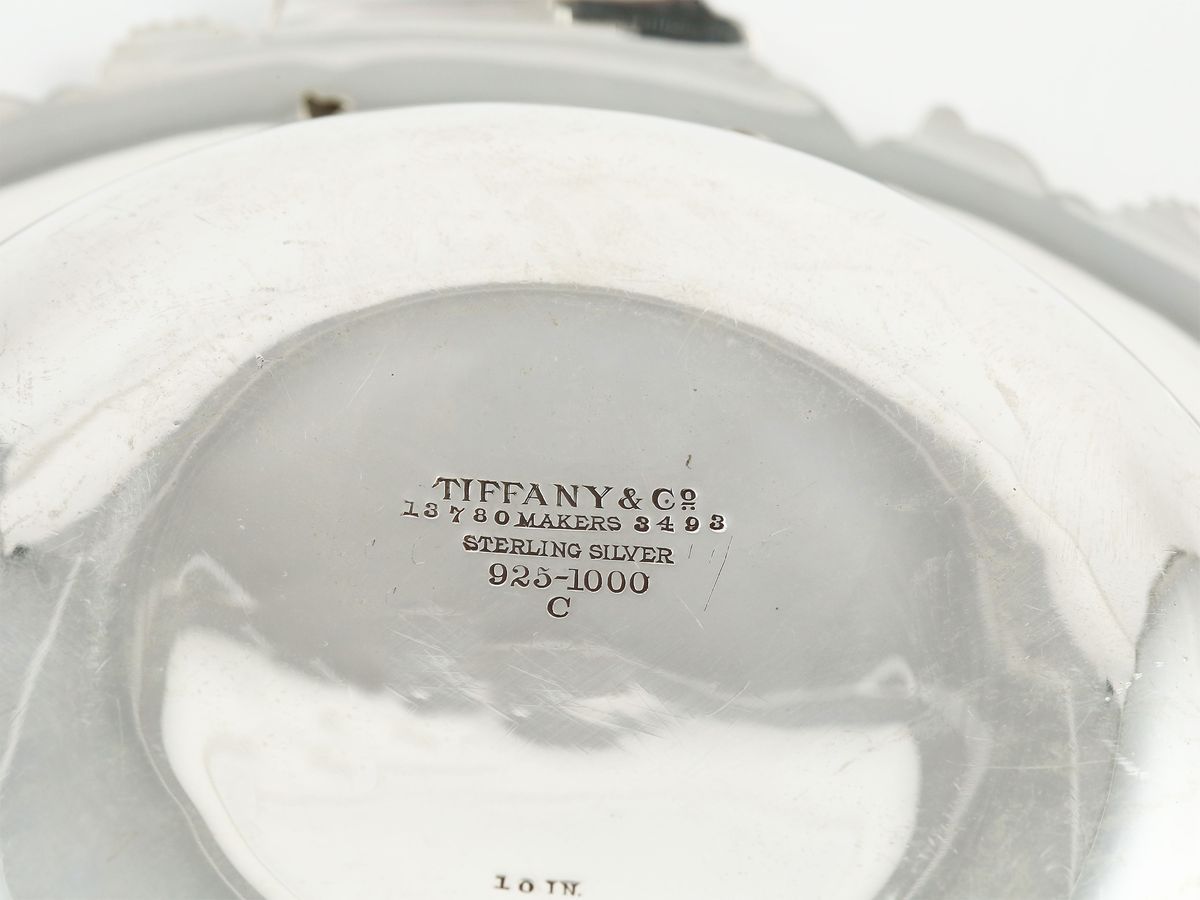 TIFFANY & Cº
13780 MAKERS 3493
STERLING SILVER
925-1000
C
10 IN.